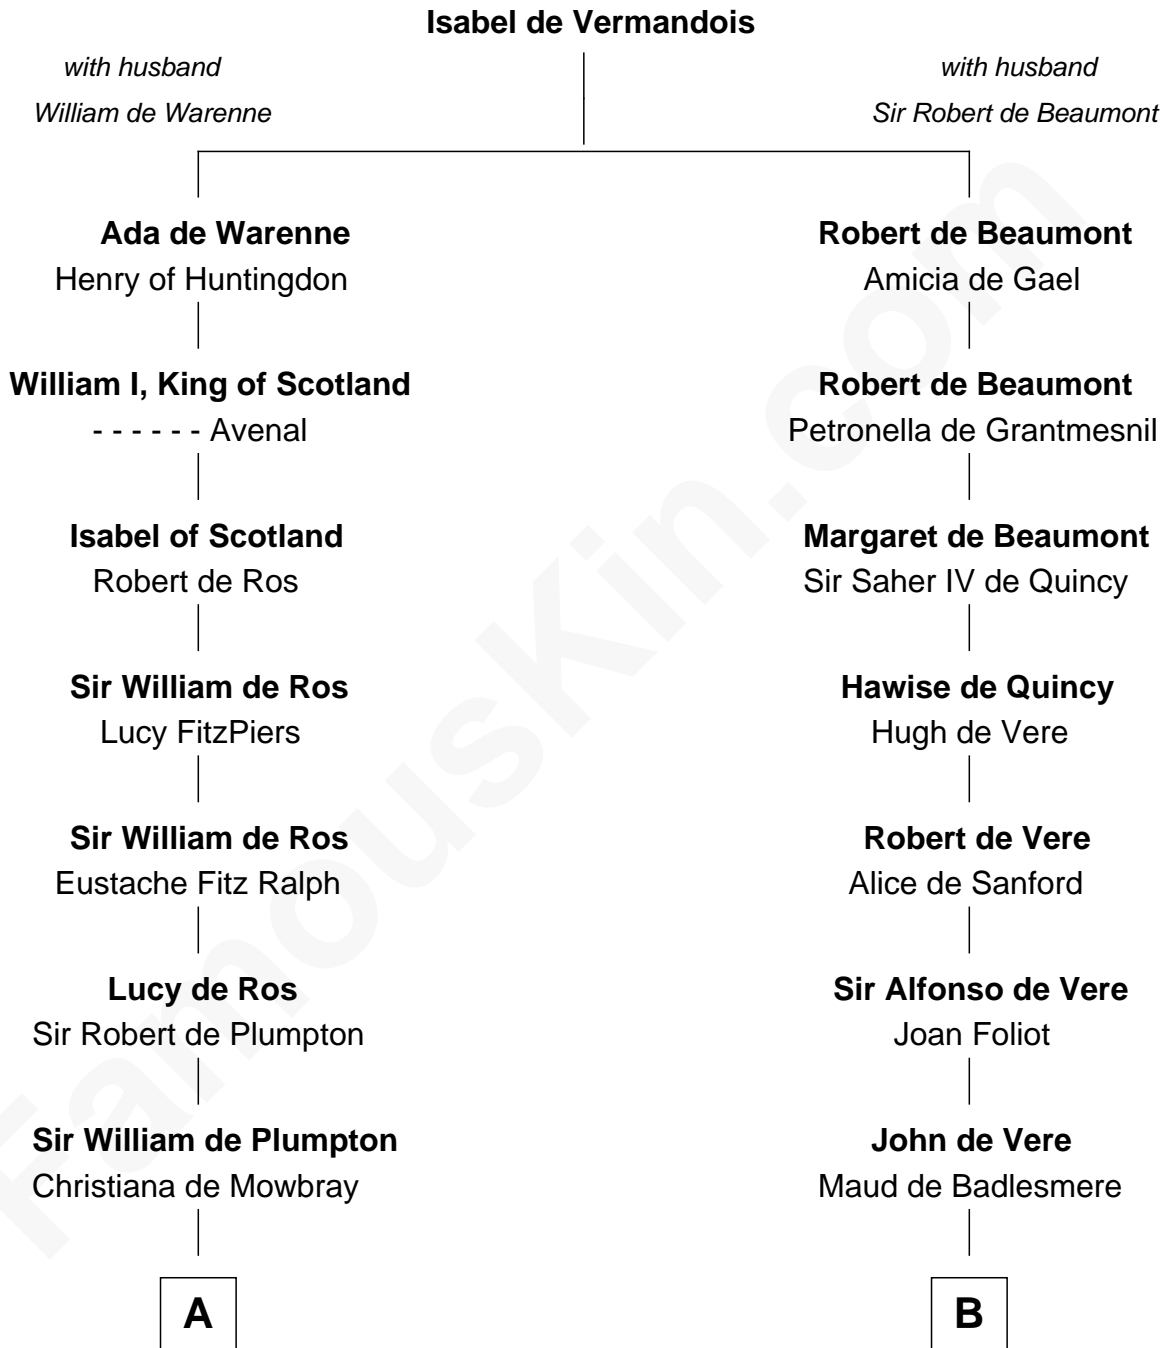 Isabel de Vermandois
with husband
William de Warenne
with husband
Sir Robert de Beaumont
Ada de Warenne
Henry of Huntingdon
William I, King of Scotland
- - - - - - Avenal
Isabel of Scotland
Robert de Ros
Sir William de Ros
Lucy FitzPiers
Sir William de Ros
Eustache Fitz Ralph
Lucy de Ros
Sir Robert de Plumpton
Sir William de Plumpton
Christiana de Mowbray
A
Robert de Beaumont
Amicia de Gael
Robert de Beaumont
Petronella de Grantmesnil
Margaret de Beaumont
Sir Saher IV de Quincy
Hawise de Quincy
Hugh de Vere
Robert de Vere
Alice de Sanford
Sir Alfonso de Vere
Joan Foliot
John de Vere
Maud de Badlesmere
B
FamousKin.com